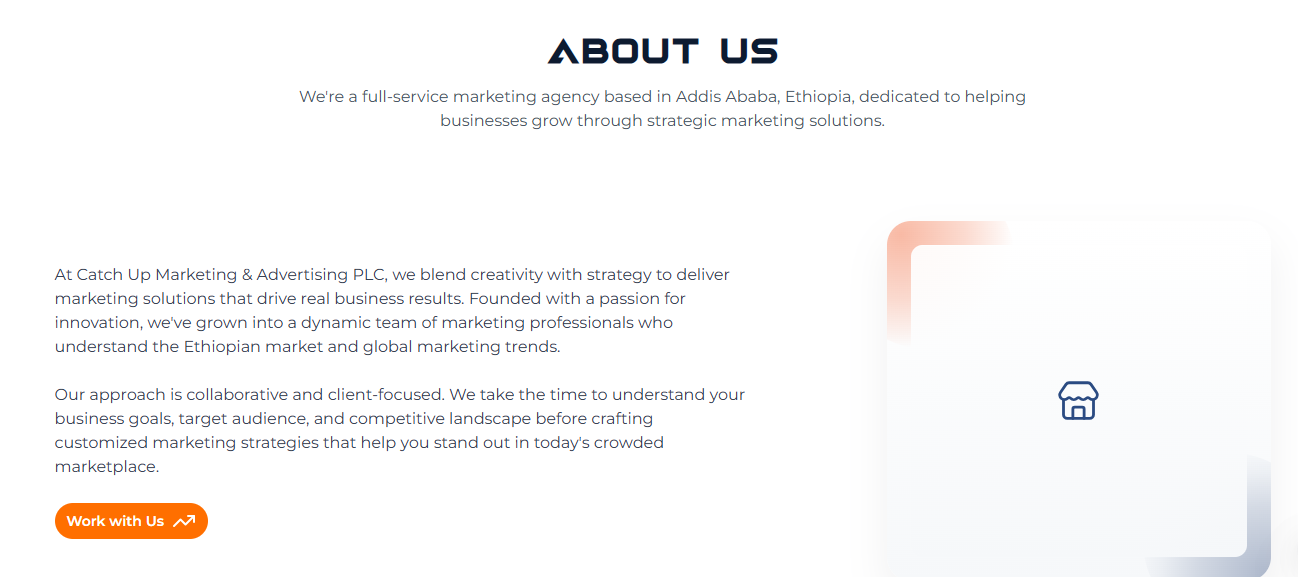 ABOUT US
We're a full-service marketing agency based in Addis Ababa, Ethiopia, dedicated to helping
businesses grow through strategic marketing solutions.
At Catch Up Marketing & Advertising PLC, we blend creativity with strategy to deliver
marketing solutions that drive real business results. Founded with a passion for
innovation, we've grown into a dynamic team of marketing professionals who
understand the Ethiopian market and global marketing trends.
Our approach is collaborative and client-focused. We take the time to understand your
business goals, target audience, and competitive landscape before crafting
customized marketing strategies that help you stand out in today's crowded
marketplace.
Work with Us